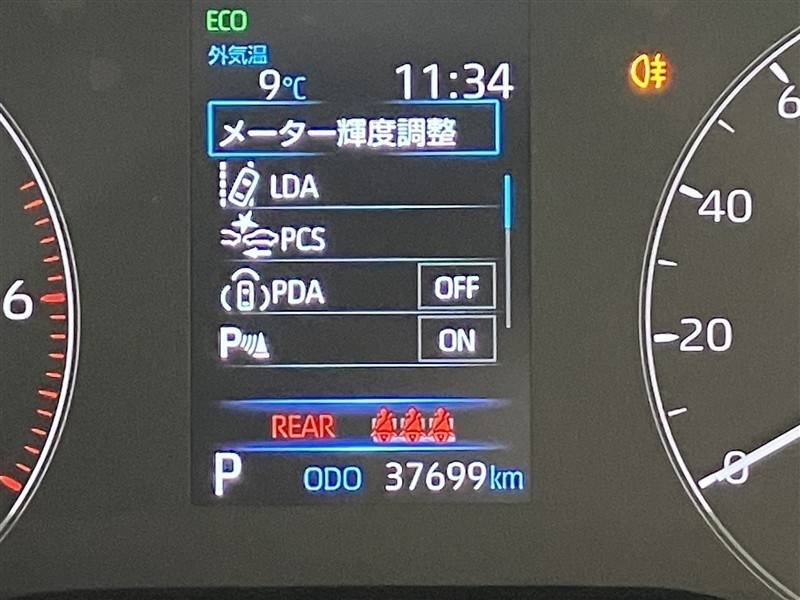 ECO
外気温
9℃ 11:34
メーター輝度調整
LDA
PCS
PDA OFF
P ON
REAR
P ODO 37699km
6
6
40
20
0